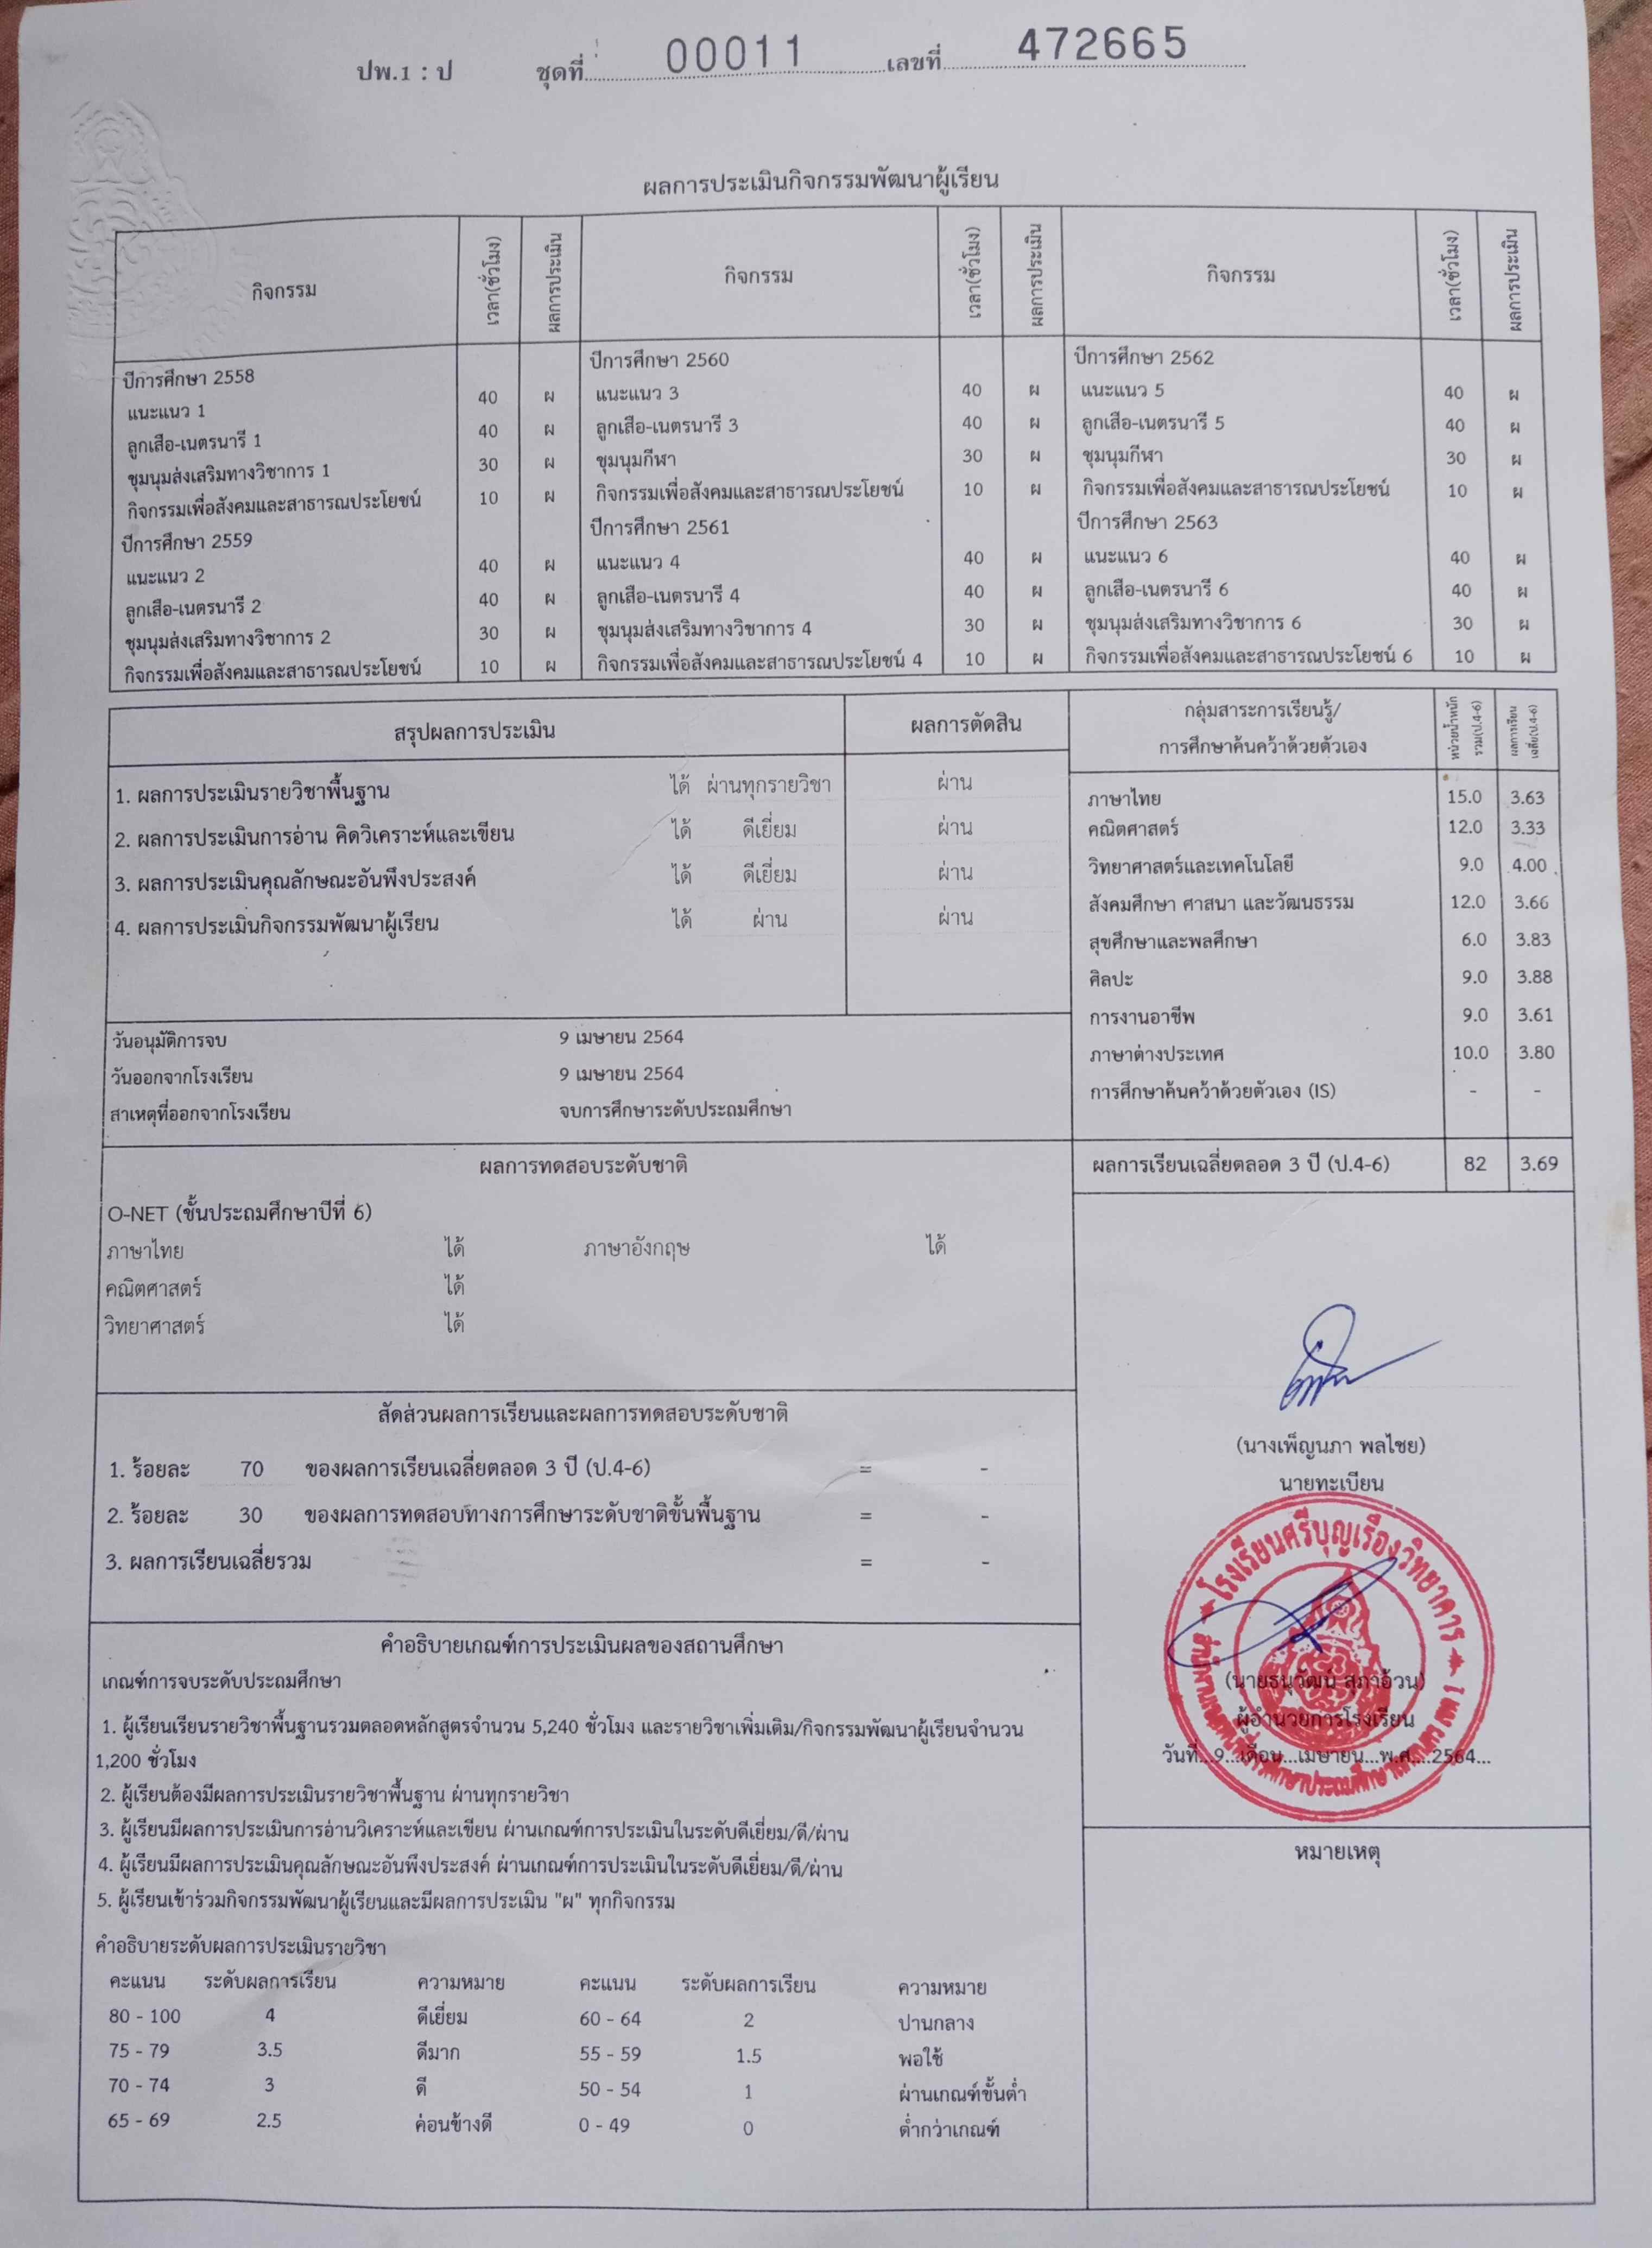 ปพ.1 : ป ชุดที่ 00011 เลขที่ 472665
ผลการประเมินกิจกรรมพัฒนาผู้เรียน
กิจกรรม เวลา(ชั่วโมง) ผลการประเมิน กิจกรรม เวลา(ชั่วโมง) ผลการประเมิน กิจกรรม เวลา(ชั่วโมง) ผลการประเมิน
ปีการศึกษา 2558 ปีการศึกษา 2560 ปีการศึกษา 2562
แนะแนว 1 40 ผ แนะแนว 3 40 ผ แนะแนว 5 40 ผ
ลูกเสือ-เนตรนารี 1 40 ผ ลูกเสือ-เนตรนารี 3 40 ผ ลูกเสือ-เนตรนารี 5 40 ผ
ชุมนุมส่งเสริมทางวิชาการ 1 30 ผ ชุมนุมกีฬา 30 ผ ชุมนุมกีฬา 30 ผ
กิจกรรมเพื่อสังคมและสาธารณประโยชน์ 10 ผ กิจกรรมเพื่อสังคมและสาธารณประโยชน์ 10 ผ กิจกรรมเพื่อสังคมและสาธารณประโยชน์ 10 ผ
ปีการศึกษา 2559 ปีการศึกษา 2561 ปีการศึกษา 2563
แนะแนว 2 40 ผ แนะแนว 4 40 ผ แนะแนว 6 40 ผ
ลูกเสือ-เนตรนารี 2 40 ผ ลูกเสือ-เนตรนารี 4 40 ผ ลูกเสือ-เนตรนารี 6 40 ผ
ชุมนุมส่งเสริมทางวิชาการ 2 30 ผ ชุมนุมส่งเสริมทางวิชาการ 4 30 ผ ชุมนุมส่งเสริมทางวิชาการ 6 30 ผ
กิจกรรมเพื่อสังคมและสาธารณประโยชน์ 10 ผ กิจกรรมเพื่อสังคมและสาธารณประโยชน์ 4 10 ผ กิจกรรมเพื่อสังคมและสาธารณประโยชน์ 6 10 ผ
สรุปผลการประเมิน ผลการตัดสิน
1. ผลการประเมินรายวิชาพื้นฐาน ได้ ผ่านทุกรายวิชา ผ่าน
2. ผลการประเมินการอ่าน คิดวิเคราะห์และเขียน ได้ ดีเยี่ยม ผ่าน
3. ผลการประเมินคุณลักษณะอันพึงประสงค์ ได้ ดีเยี่ยม ผ่าน
4. ผลการประเมินกิจกรรมพัฒนาผู้เรียน ได้ ผ่าน ผ่าน
วันอนุมัติการจบ 9 เมษายน 2564
วันออกจากโรงเรียน 9 เมษายน 2564
สาเหตุที่ออกจากโรงเรียน จบการศึกษาระดับประถมศึกษา
กลุ่มสาระการเรียนรู้/
การศึกษาค้นคว้าด้วยตัวเอง
หน่วยน้ำหนัก
รวม(ป.4-6)
ผลการเรียน
เฉลี่ย(ป.4-6)
ภาษาไทย 15.0 3.63
คณิตศาสตร์ 12.0 3.33
วิทยาศาสตร์และเทคโนโลยี 9.0 4.00
สังคมศึกษา ศาสนา และวัฒนธรรม 12.0 3.66
สุขศึกษาและพลศึกษา 6.0 3.83
ศิลปะ 9.0 3.88
การงานอาชีพ 9.0 3.61
ภาษาต่างประเทศ 10.0 3.80
การศึกษาค้นคว้าด้วยตัวเอง (IS) - -
ผลการเรียนเฉลี่ยตลอด 3 ปี (ป.4-6) 82 3.69
ผลการทดสอบระดับชาติ
O-NET (ชั้นประถมศึกษาปีที่ 6)
ภาษาไทย ได้ ภาษาอังกฤษ ได้
คณิตศาสตร์ ได้
วิทยาศาสตร์ ได้
สัดส่วนผลการเรียนและผลการทดสอบระดับชาติ
1. ร้อยละ 70 ของผลการเรียนเฉลี่ยตลอด 3 ปี (ป.4-6) = -
2. ร้อยละ 30 ของผลการทดสอบทางการศึกษาระดับชาติขั้นพื้นฐาน = -
3. ผลการเรียนเฉลี่ยรวม = -
(นางเพ็ญนภา พลไชย)
นายทะเบียน
โรงเรียนศรีบุญเรืองวิทยาคาร
(นายธนูวัฒน์ สุภาอ้วน)
ผู้อำนวยการโรงเรียน
วันที่...9...เดือน...เมษายน...พ.ศ....2564...
หมายเหตุ
คำอธิบายเกณฑ์การประเมินผลของสถานศึกษา
เกณฑ์การจบระดับประถมศึกษา
1. ผู้เรียนเรียนรายวิชาพื้นฐานรวมตลอดหลักสูตรจำนวน 5,240 ชั่วโมง และรายวิชาเพิ่มเติม/กิจกรรมพัฒนาผู้เรียนจำนวน
1,200 ชั่วโมง
2. ผู้เรียนต้องมีผลการประเมินรายวิชาพื้นฐาน ผ่านทุกรายวิชา
3. ผู้เรียนมีผลการประเมินการอ่านวิเคราะห์และเขียน ผ่านเกณฑ์การประเมินในระดับดีเยี่ยม/ดี/ผ่าน
4. ผู้เรียนมีผลการประเมินคุณลักษณะอันพึงประสงค์ ผ่านเกณฑ์การประเมินในระดับดีเยี่ยม/ดี/ผ่าน
5. ผู้เรียนเข้าร่วมกิจกรรมพัฒนาผู้เรียนและมีผลการประเมิน "ผ" ทุกกิจกรรม
คำอธิบายระดับผลการประเมินรายวิชา
คะแนน ระดับผลการเรียน ความหมาย คะแนน ระดับผลการเรียน ความหมาย
80 - 100 4 ดีเยี่ยม 60 - 64 2 ปานกลาง
75 - 79 3.5 ดีมาก 55 - 59 1.5 พอใช้
70 - 74 3 ดี 50 - 54 1 ผ่านเกณฑ์ขั้นต่ำ
65 - 69 2.5 ค่อนข้างดี 0 - 49 0 ต่ำกว่าเกณฑ์